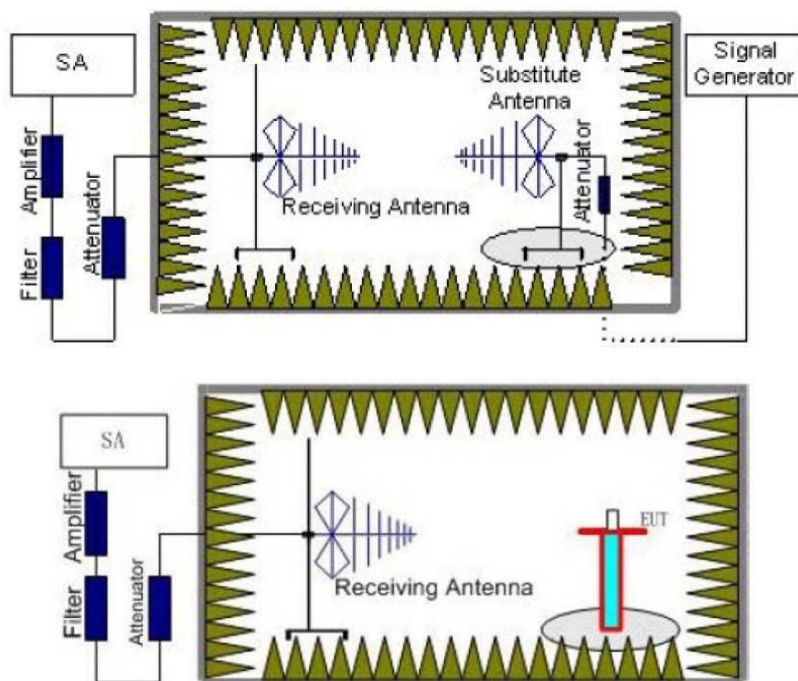 SA
Signal
Generator
Substitute
Antenna
Amplifier
Attenuator
Attenuator
Receiving Antenna
Filter
SA
Amplifier
EUT
Filter
Attenuator
Receiving Antenna